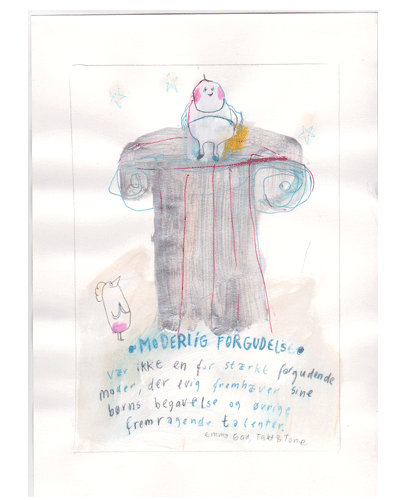 MODERLIG FORGUDELSE
Vær ikke en for stærkt forgudende
moder, der evig fremhæver sine
børns begavelse og øvrige
fremragende talenter.
Emma Gad, Takt & Tone